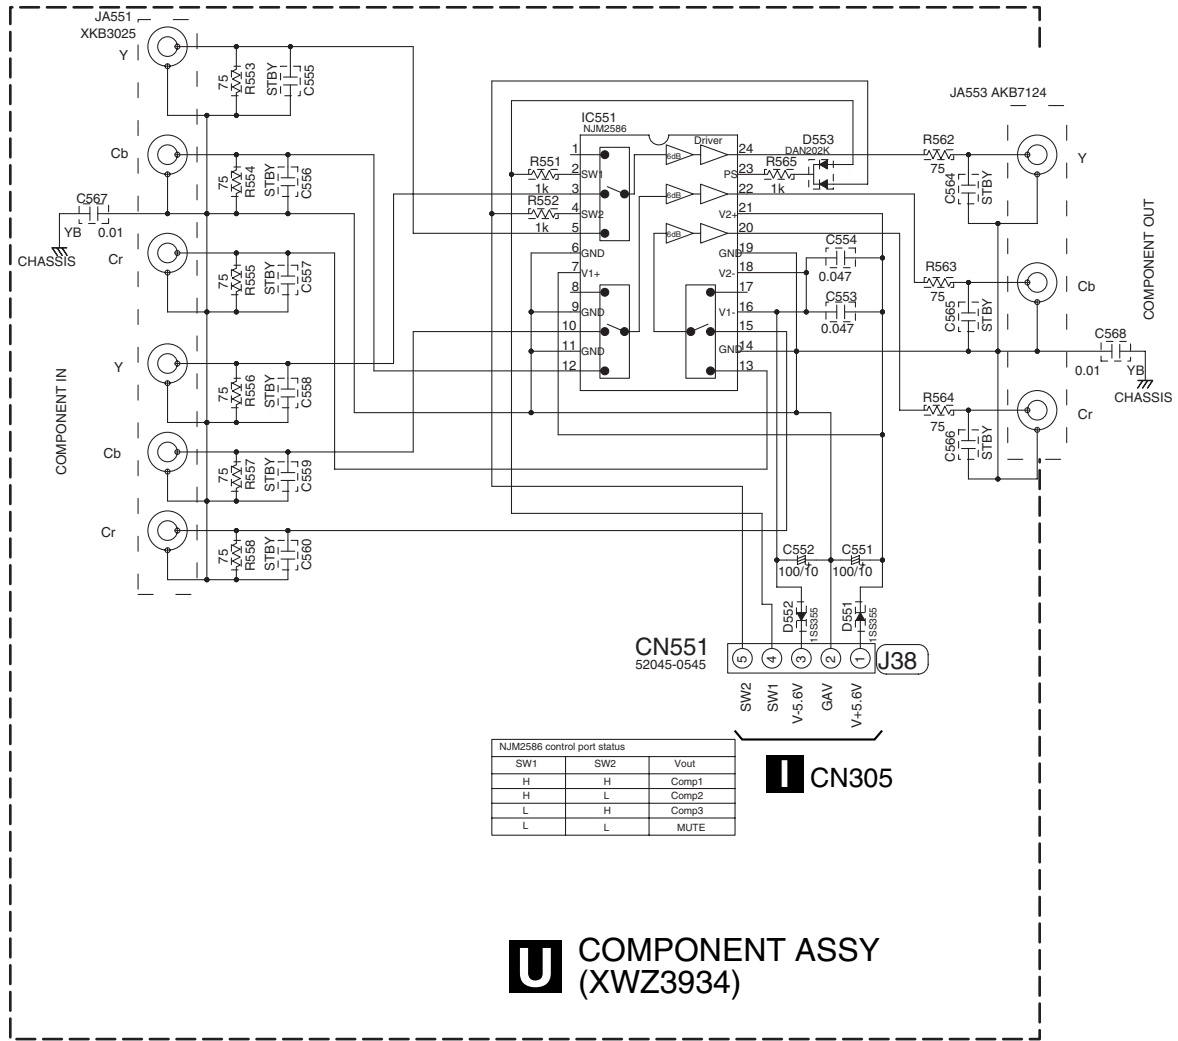 JA551
XKB3025
Y
75
R553
STBY
C555
Cb
75
R554
STBY
C556
C567
YB 0.01
CHASSIS
Cr
75
R555
STBY
C557
COMPONENT IN
Y
75
R556
STBY
C558
Cb
75
R557
STBY
C559
Cr
75
R558
STBY
C560
IC551
NJM2586
Driver
R551
1k
R552
1k
1
2 SW1
3
4 SW2
5
6 GND
7 V1+
8
9 GND
10
11 GND
12
6dB
6dB
6dB
24
23 PS
22
21 V2+
20
19 GND
18 V2-
17
16 V1-
15
14 GND
13
D553
DAN202K
R565
1k
C554
0.047
C553
0.047
JA553 AKB7124
R562
75
C564
STBY
Y
R563
75
C565
STBY
Cb
COMPONENT OUT
C568
0.01 YB
CHASSIS
R564
75
C566
STBY
Cr
C552
100/10
C551
100/10
D552
1SS355
D551
1SS355
CN551
52045-0545
5 4 3 2 1
J38
SW2
SW1
V-5.6V
GAV
V+5.6V
I CN305
NJM2586 control port status
SW1 SW2 Vout
H H Comp1
H L Comp2
L H Comp3
L L MUTE
U COMPONENT ASSY
(XWZ3934)